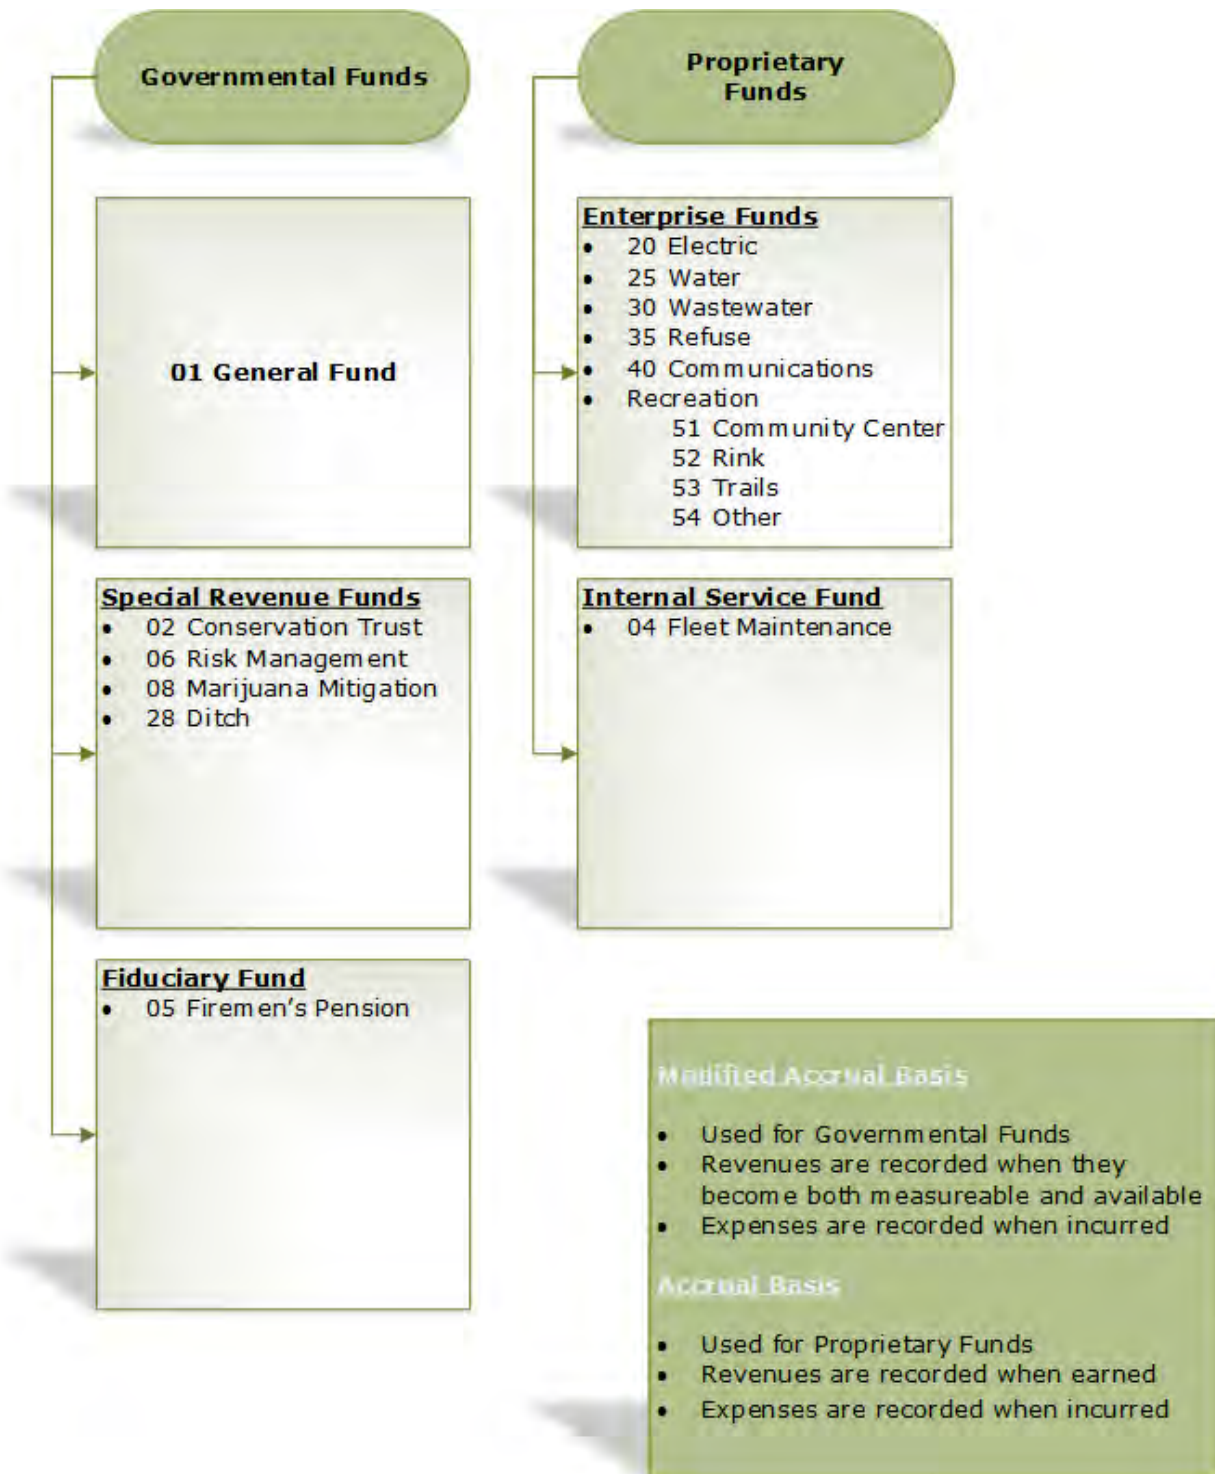 Governmental Funds
Proprietary
Funds
01 General Fund
Enterprise Funds
• 20 Electric
• 25 Water
• 30 Wastewater
• 35 Refuse
• 40 Communications
• Recreation
51 Community Center
52 Rink
53 Trails
54 Other
Special Revenue Funds
• 02 Conservation Trust
• 06 Risk Management
• 08 Marijuana Mitigation
• 28 Ditch
Internal Service Fund
• 04 Fleet Maintenance
Fiduciary Fund
• 05 Firemen’s Pension
Modified Accrual Basis
• Used for Governmental Funds
• Revenues are recorded when they
become both measureable and available
• Expenses are recorded when incurred
Accrual Basis
• Used for Proprietary Funds
• Revenues are recorded when earned
• Expenses are recorded when incurred